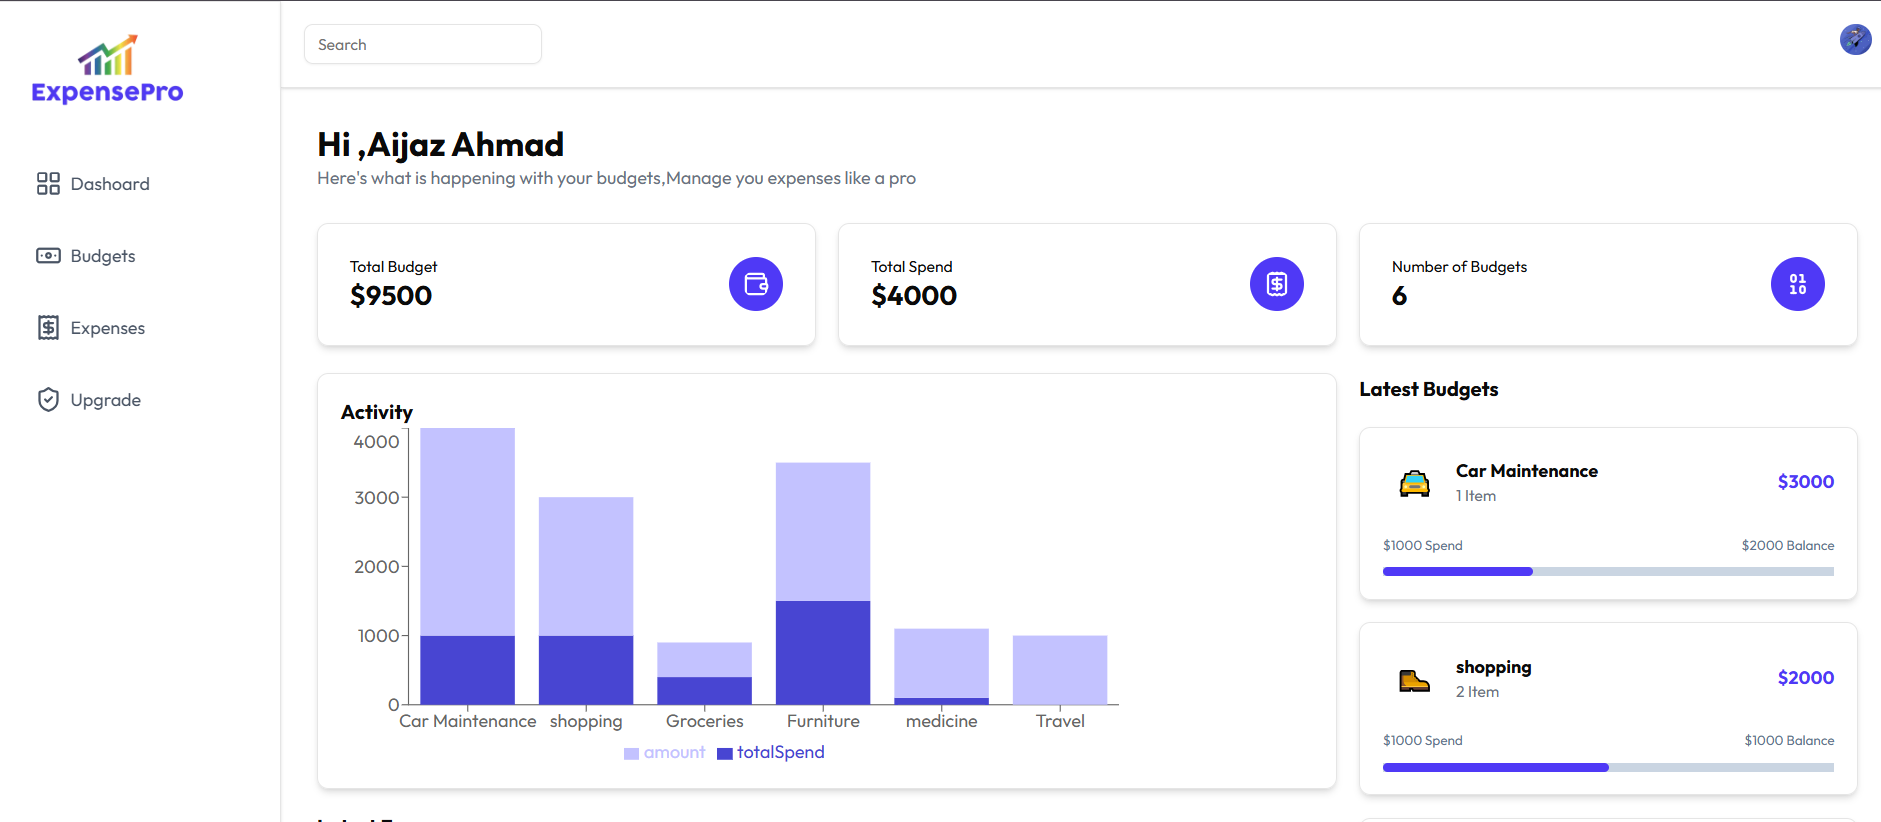 ExpensePro
Search
Dashoard
Budgets
Expenses
Upgrade
Hi ,Aijaz Ahmad
Here's what is happening with your budgets,Manage you expenses like a pro
Total Budget
$9500
Total Spend
$4000
Number of Budgets
6
01
10
Activity
4000
3000
2000
1000
0
Car Maintenance shopping Groceries Furniture medicine Travel
amount totalSpend
Latest Budgets
Car Maintenance
1 Item
$3000
$1000 Spend
$2000 Balance
shopping
2 Item
$2000
$1000 Spend
$1000 Balance